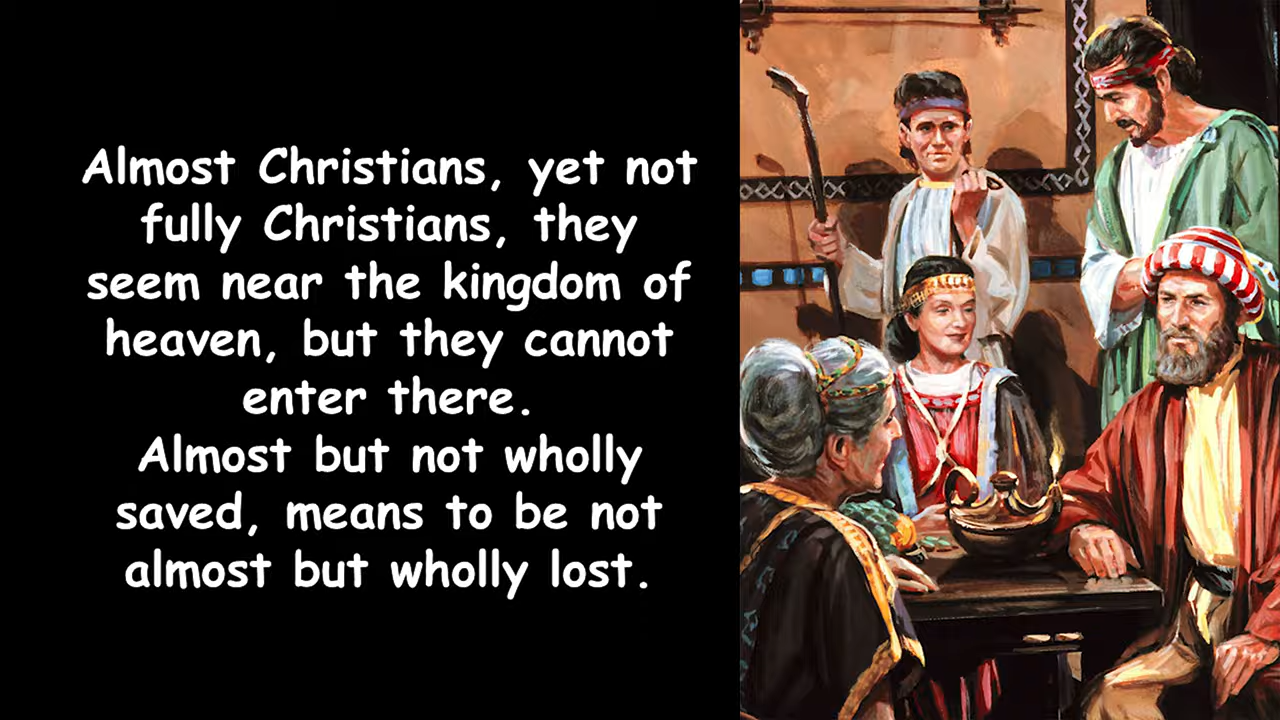 Almost Christians, yet not
fully Christians, they
seem near the kingdom of
heaven, but they cannot
enter there.
Almost but not wholly
saved, means to be not
almost but wholly lost.